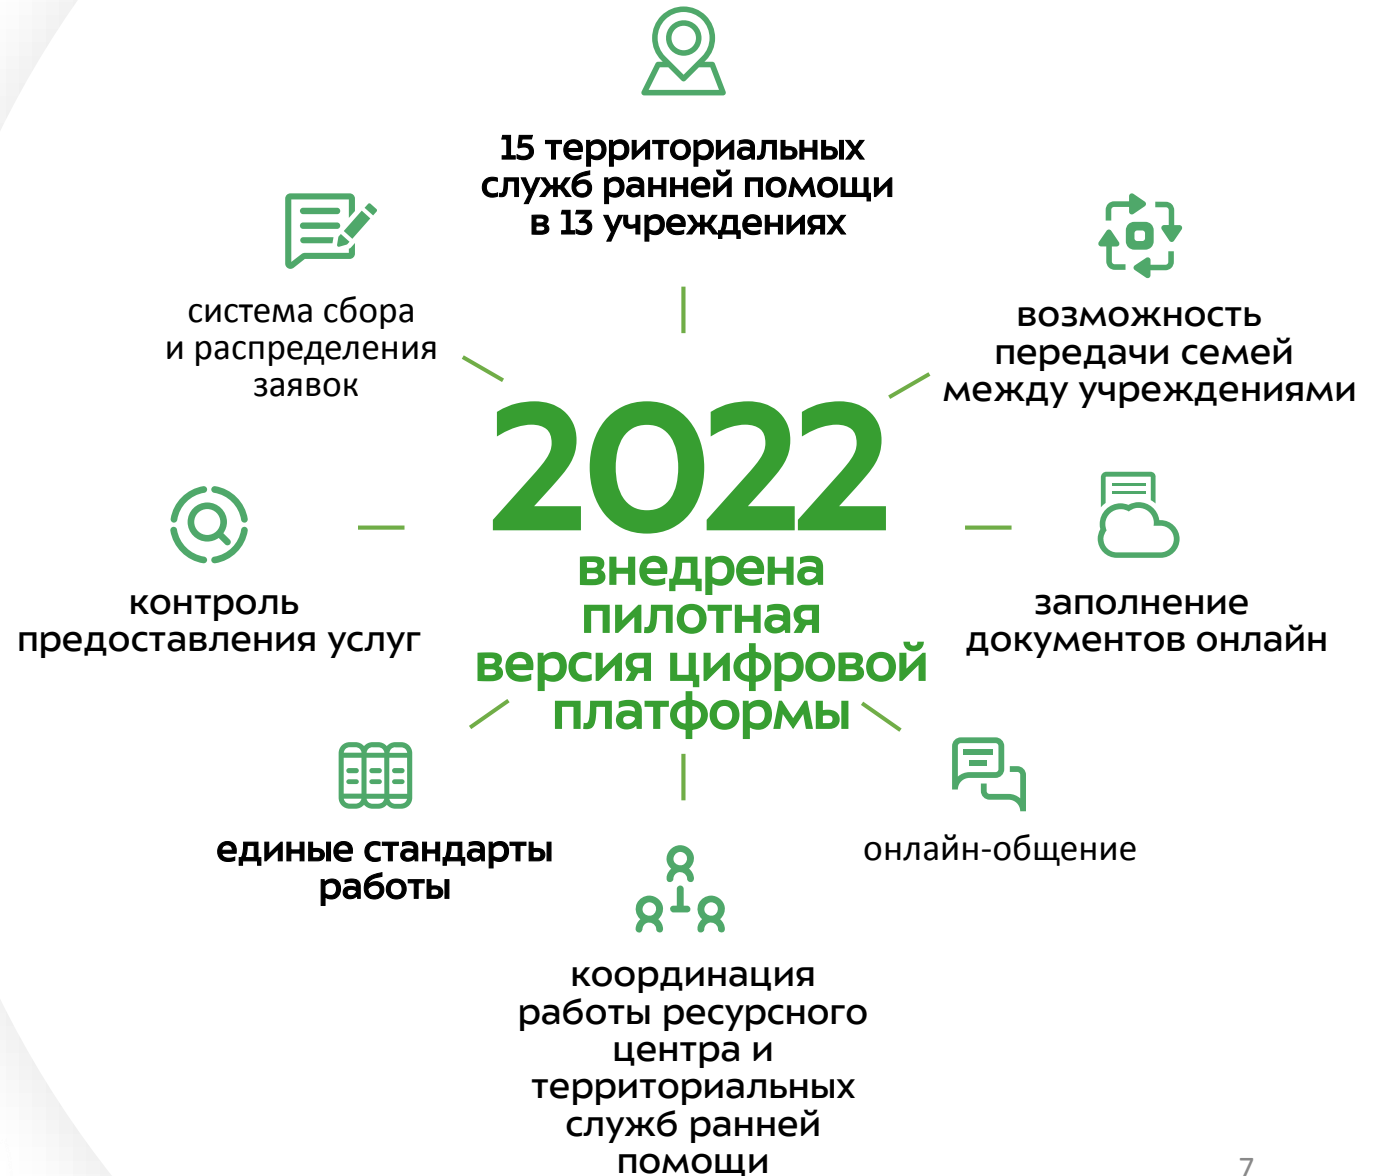 15 территориальных
служб ранней помощи
в 13 учреждениях
система сбора
и распределения
заявок
возможность
передачи семей
между учреждениями
2022
внедрена
пилотная
версия цифровой
платформы
контроль
предоставления услуг
заполнение
документов онлайн
единые стандарты
работы
онлайн-общение
координация
работы ресурсного
центра и
территориальных
служб ранней
помощи
7